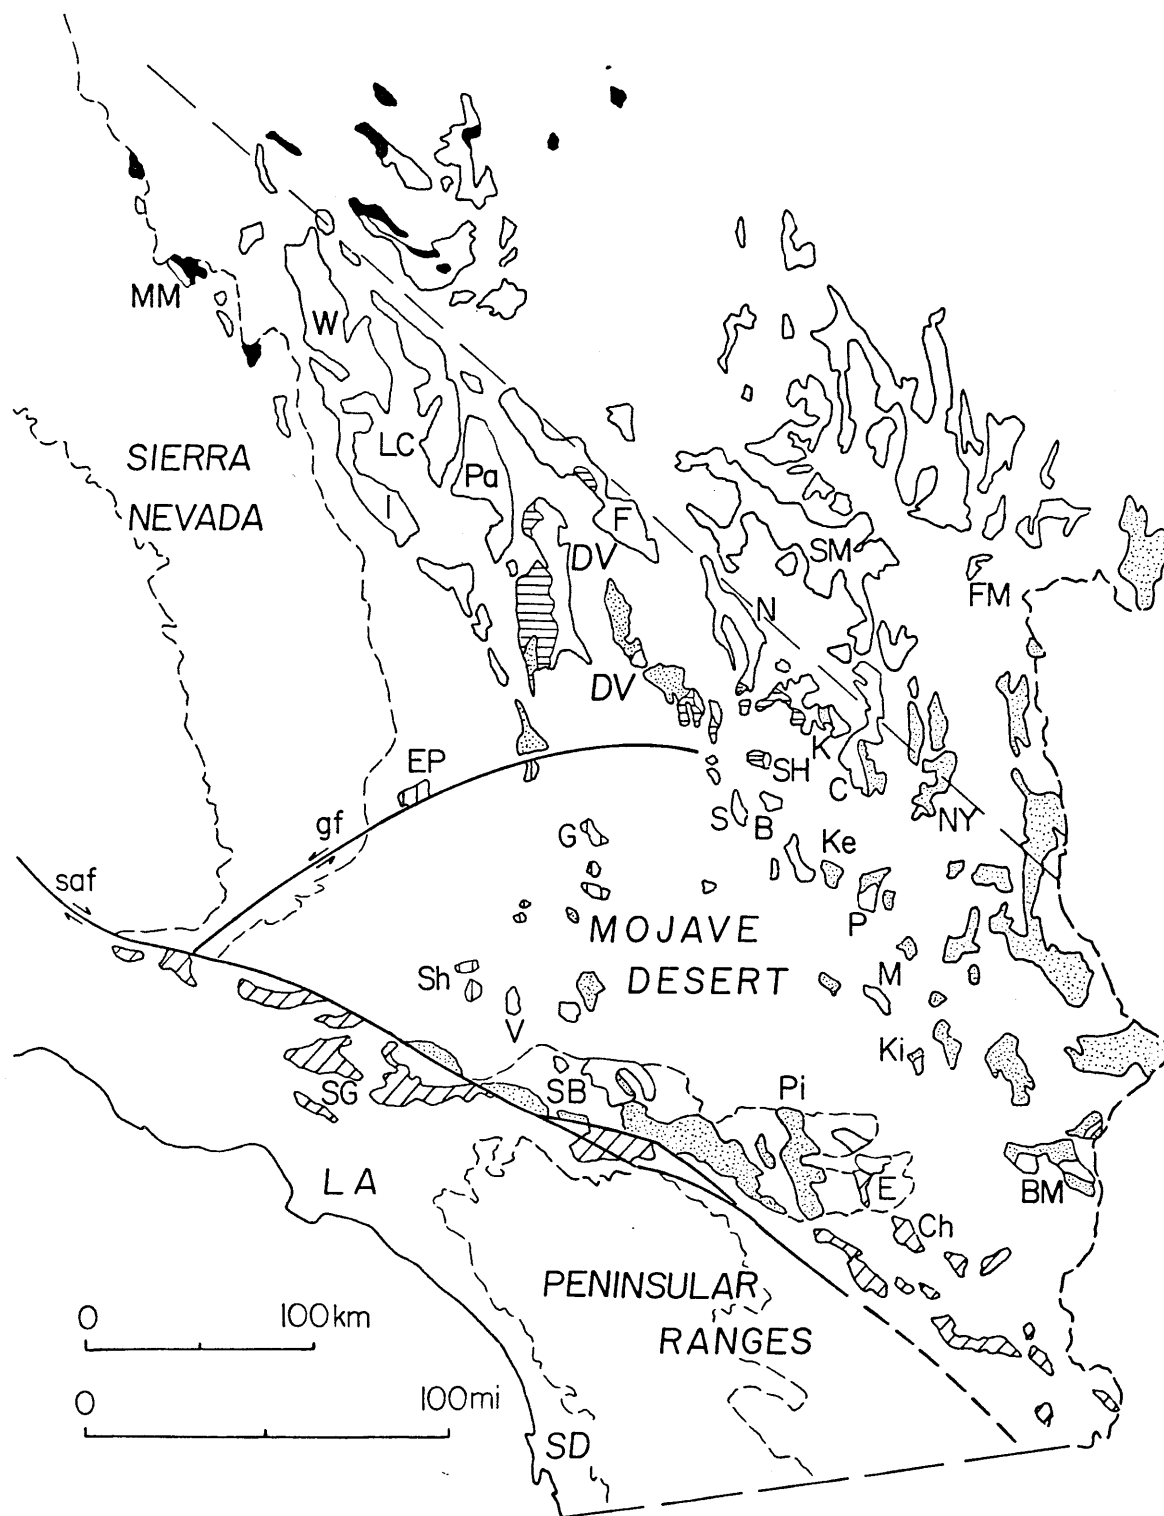 MM
W
SIERRA
NEVADA
LC
Pa
I
F
DV
SM
FM
N
DV
EP
K
SH
C
gf
S
B
NY
G
Ke
saf
P
MOJAVE
DESERT
Sh
M
V
Ki
SG
SB
Pi
LA
E
BM
Ch
PENINSULAR
RANGES
0 100km
0 100mi
SD